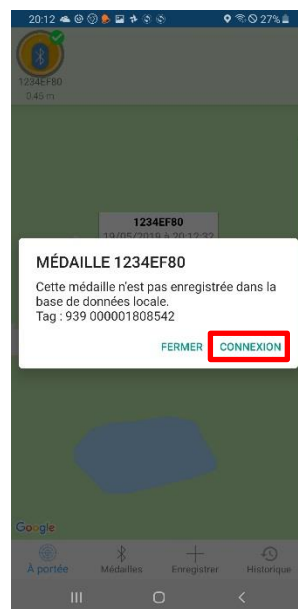 20:12
27%
1234EF80
0.45 m
1234EF80
19/05/2019 à 20:12:32
MÉDAILLE 1234EF80
Cette médaille n'est pas enregistrée dans la
base de données locale.
Tag : 939 000001808542
FERMER CONNEXION
Google
À portée Médailles Enregistrer Historique